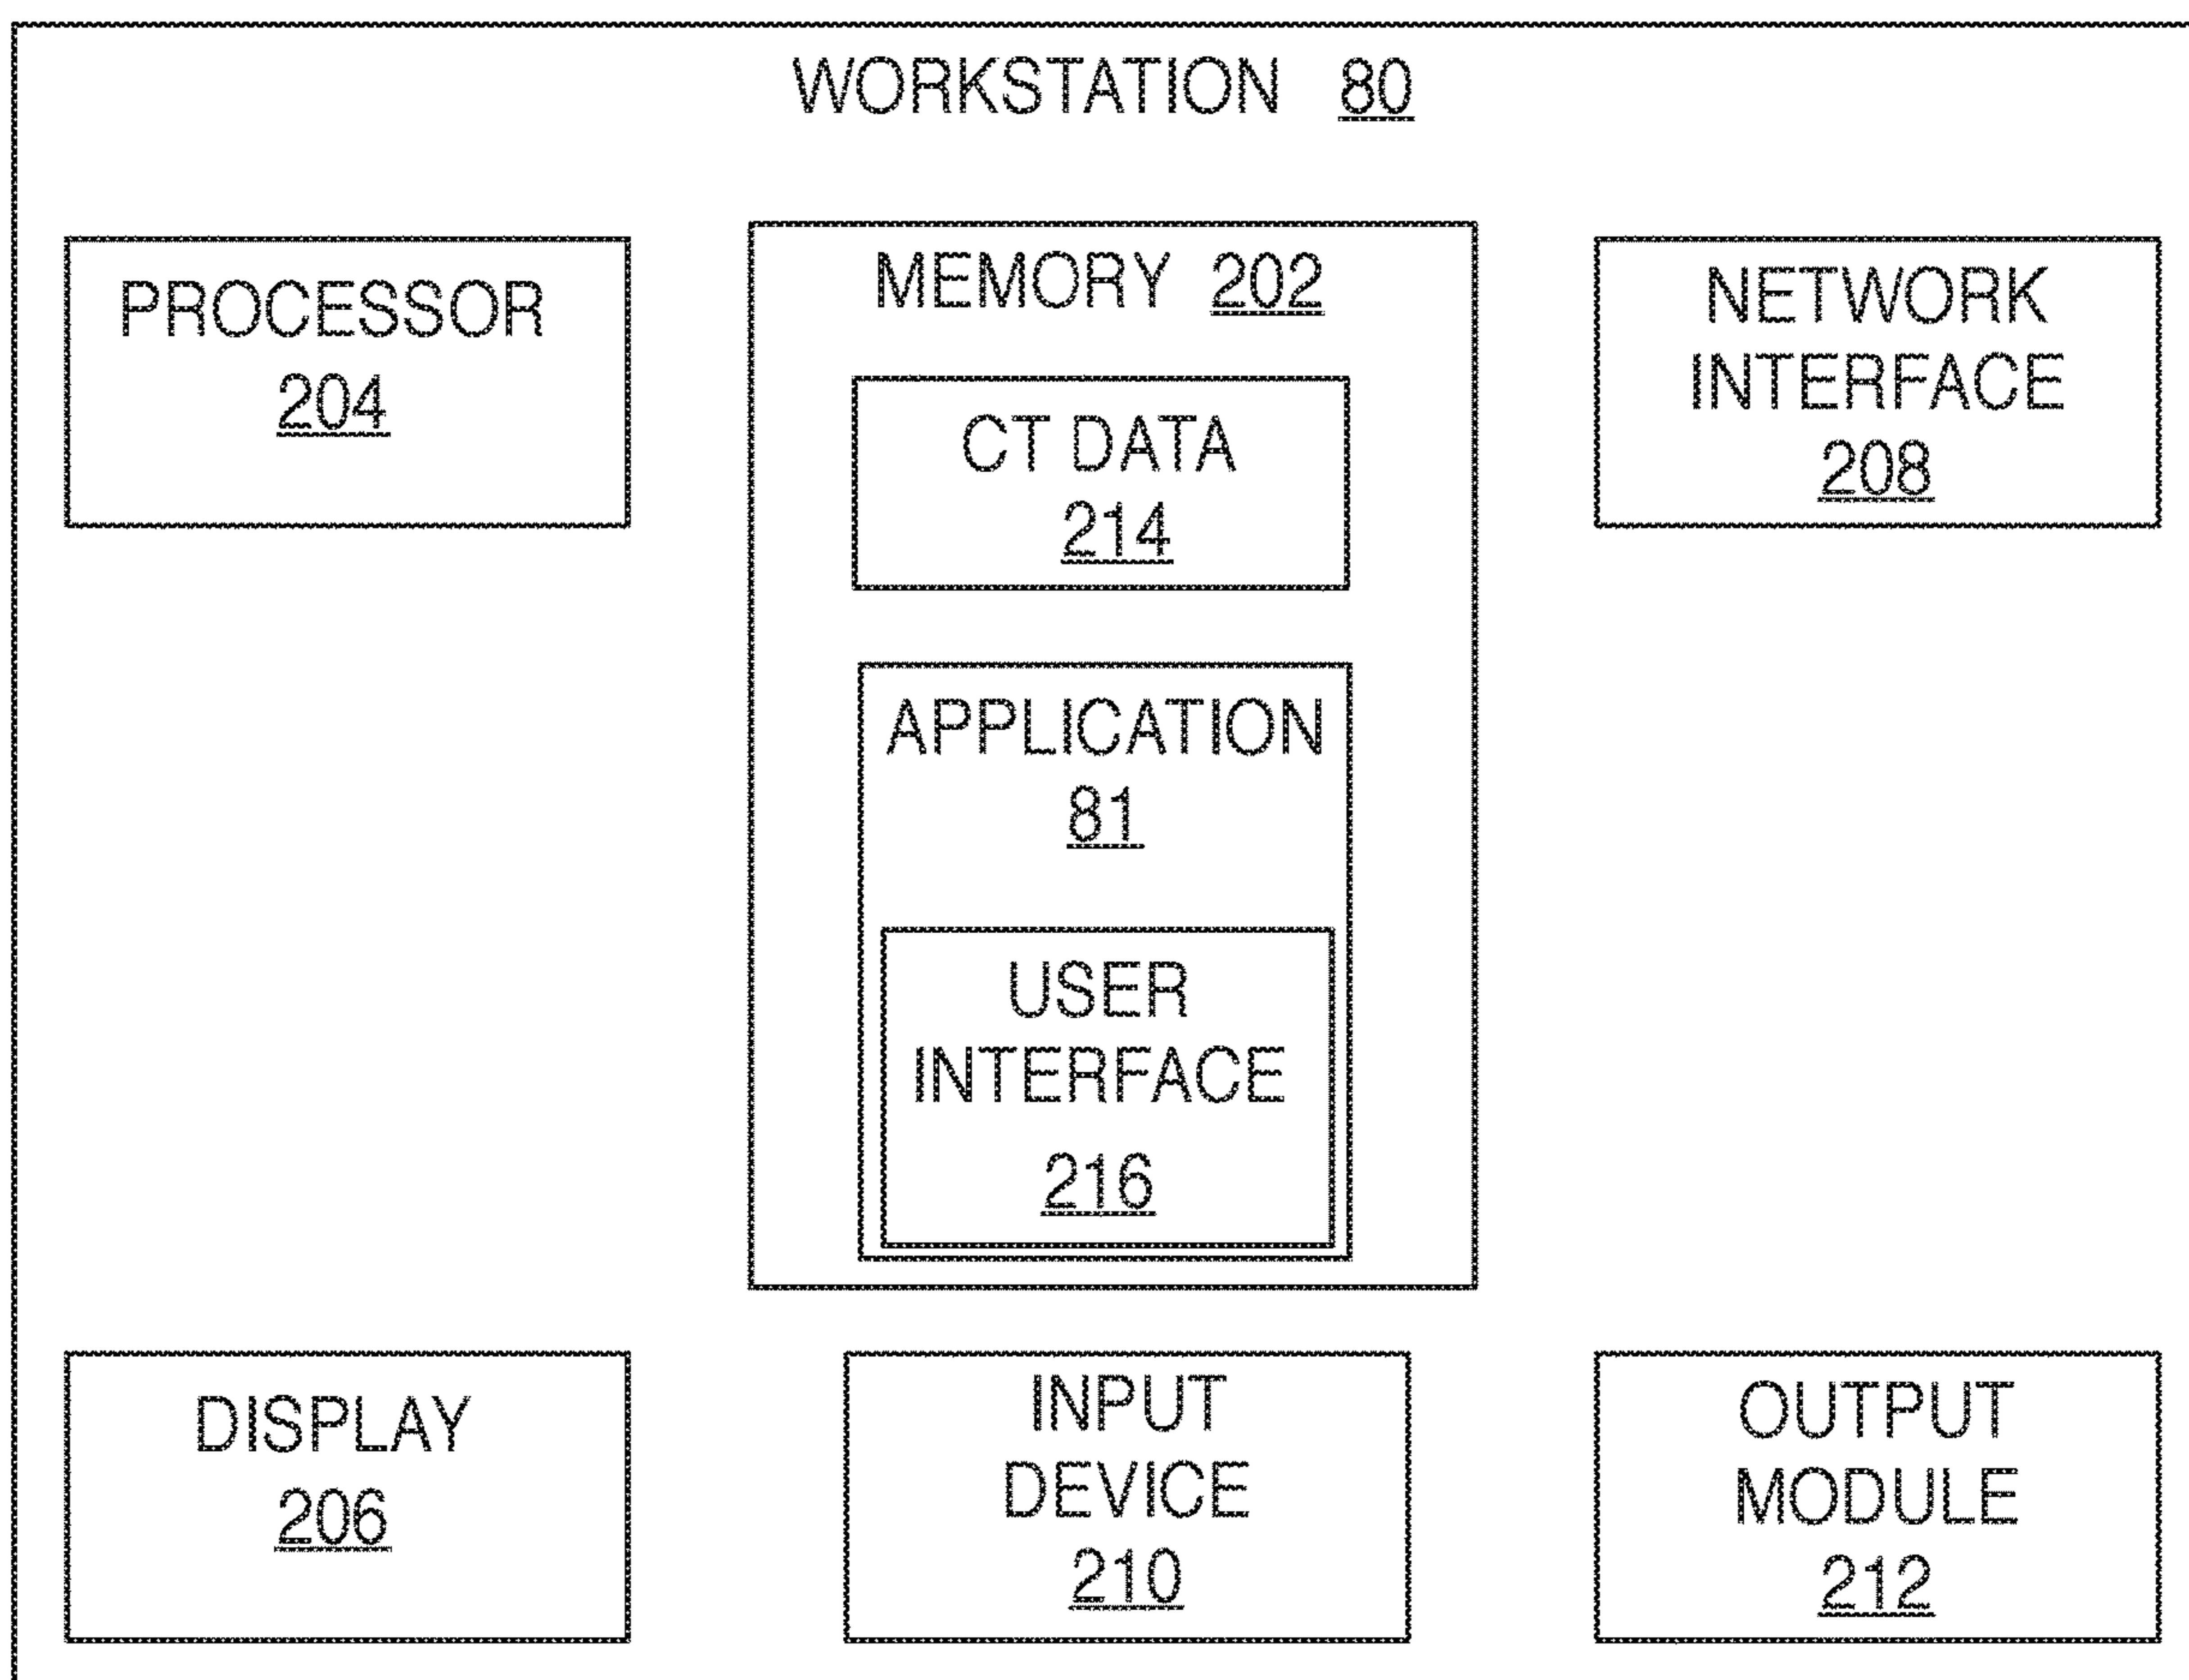 WORKSTATION 80
PROCESSOR
204
MEMORY 202
CT DATA
214
APPLICATION
81
USER
INTERFACE
216
NETWORK
INTERFACE
208
DISPLAY
206
INPUT
DEVICE
210
OUTPUT
MODULE
212